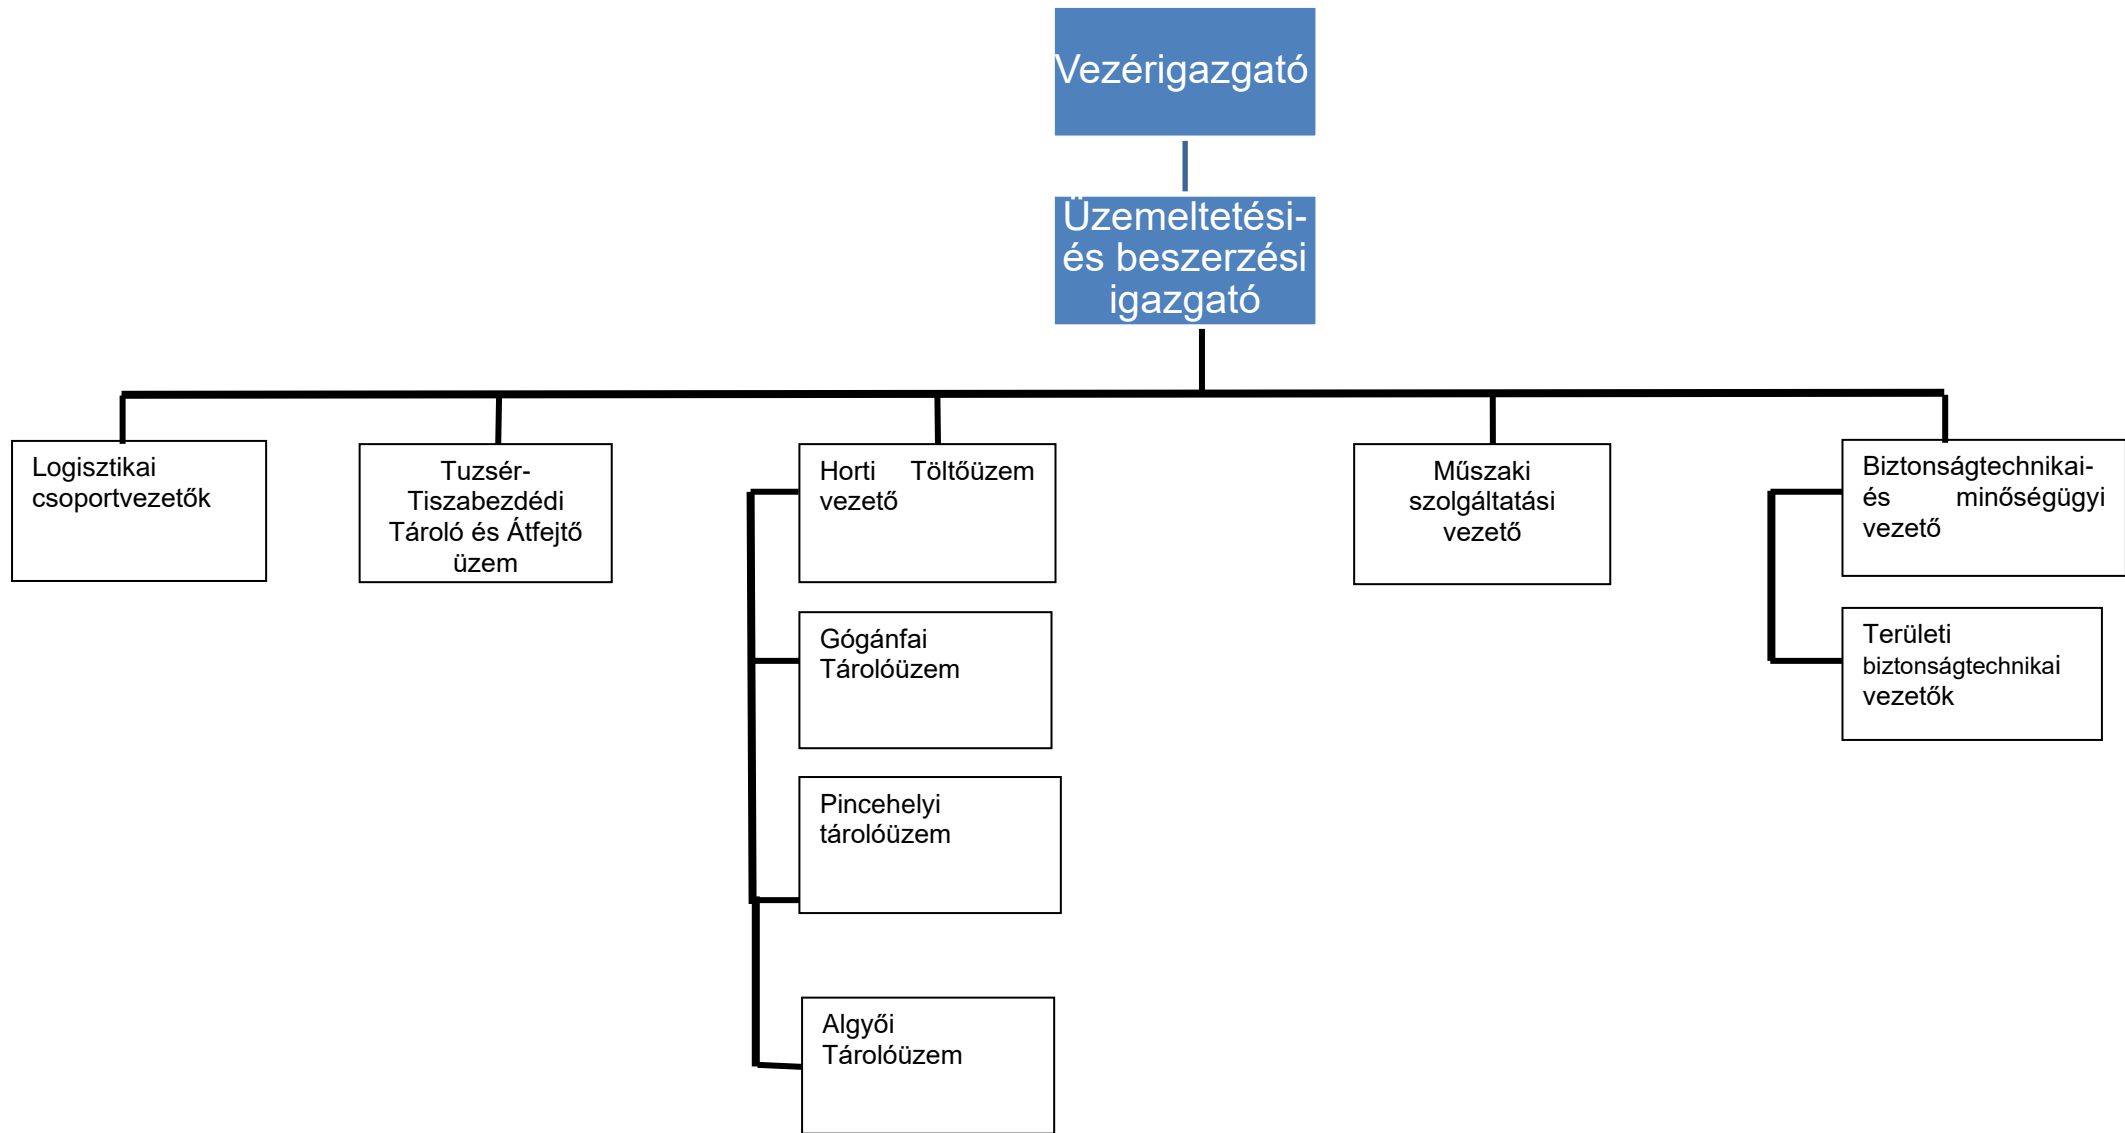 Vezérigazgató
Üzemeltetési-
és beszerzési
igazgató
Logisztikai
csoportvezetők
Tuzsér-
Tiszabezdédi
Tároló és Átfejtő
üzem
Horti Töltőüzem
vezető
Műszaki
szolgáltatási
vezető
Biztonságtechnikai-
és minőségügyi
vezető
Gógánfai
Tárolóüzem
Területi
biztonságtechnikai
vezetők
Pincehelyi
tárolóüzem
Algyői
Tárolóüzem